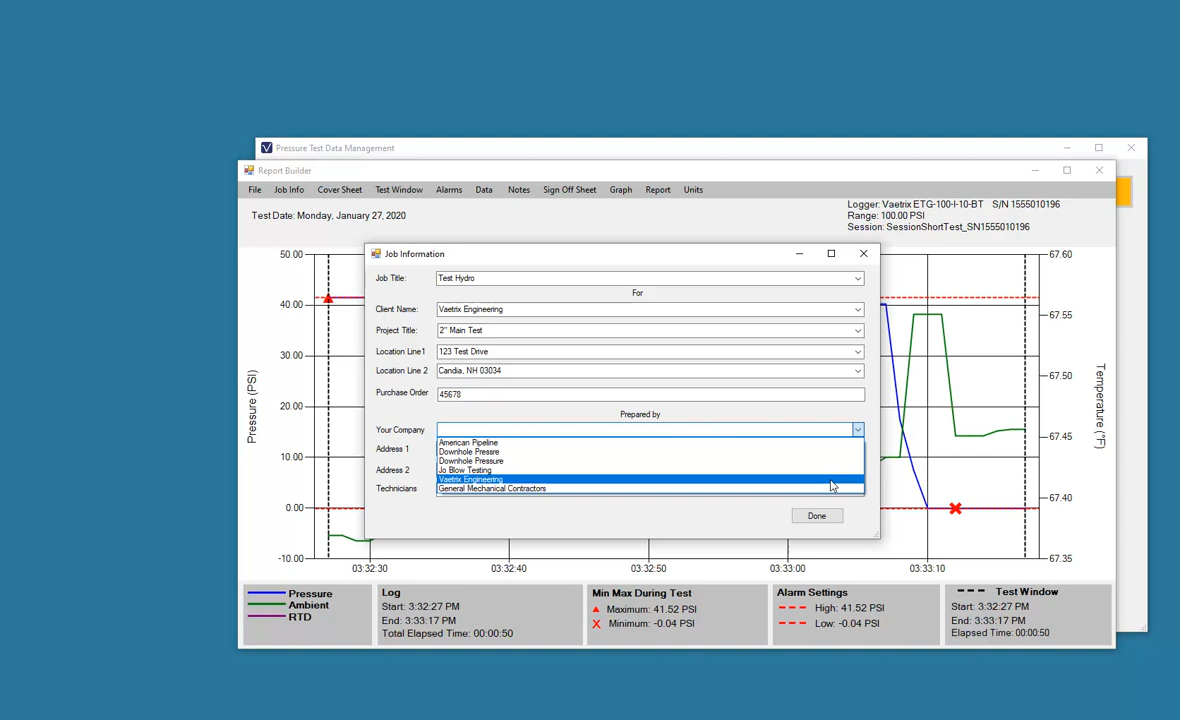 Pressure Test Data Management
Report Builder
File Job Info Cover Sheet Test Window Alarms Data Notes Sign Off Sheet Graph Report Units
Test Date: Monday, January 27, 2020
Logger: Vaetrix ETG-100-I-10-BT S/N 1555010196
Range: 100.00 PSI
Session: SessionShortTest_SN1555010196
Job Information
Job Title: Test Hydro
For
Client Name: Vaetrix Engineering
Project Title: 2" Main Test
Location Line1 123 Test Drive
Location Line 2 Candia, NH 03034
Purchase Order 45678
Prepared by
Your Company
American Pipeline
Downhole Pressre
Downhole Pressure
Jo Blow Testing
Vaetrix Engineering
General Mechanical Contractors
Address 1
Address 2
Technicians
Done
Pressure (PSI)
50.00
40.00
30.00
20.00
10.00
0.00
-10.00
Temperature (°F)
67.60
67.55
67.50
67.45
67.40
67.35
03:32:30 03:32:40 03:32:50 03:33:00 03:33:10
Pressure
Ambient
RTD
Log
Start: 3:32:27 PM
End: 3:33:17 PM
Total Elapsed Time: 00:00:50
Min Max During Test
Maximum: 41.52 PSI
Minimum: -0.04 PSI
Alarm Settings
High: 41.52 PSI
Low: -0.04 PSI
Test Window
Start: 3:32:27 PM
End: 3:33:17 PM
Elapsed Time: 00:00:50